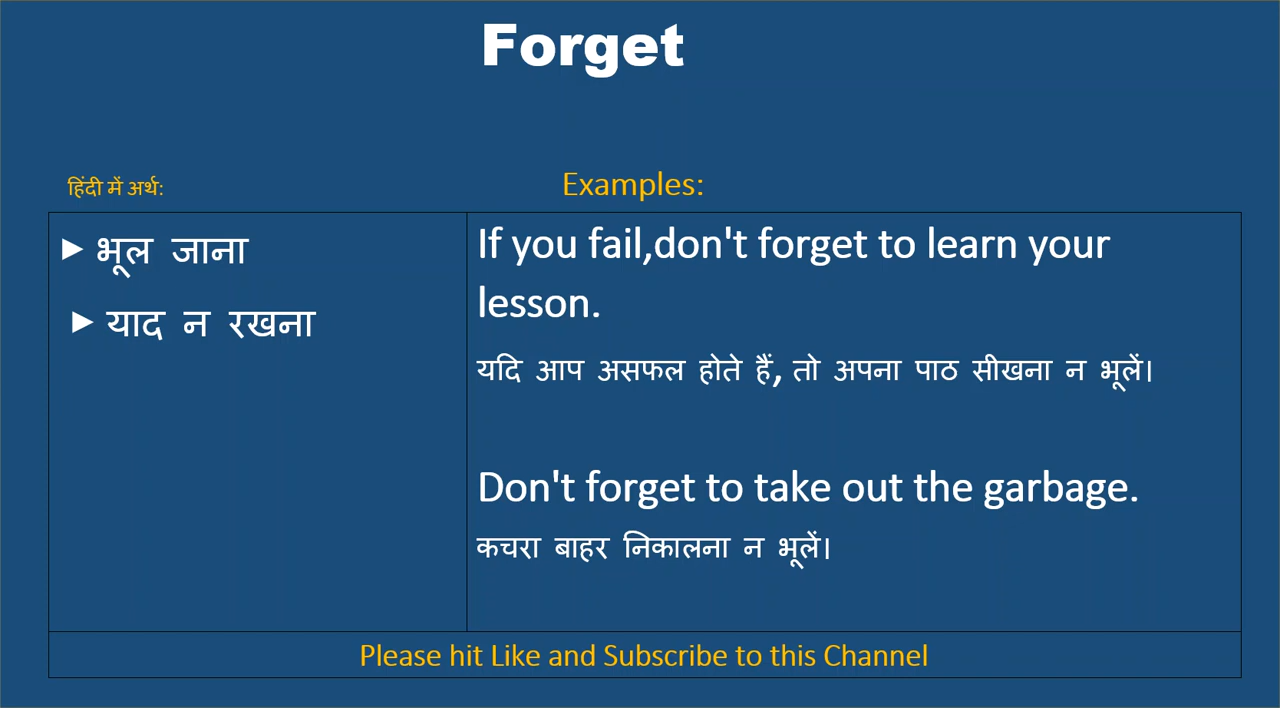 Forget
हिंदी में अर्थ:
Examples:
भूल जाना
याद न रखना
If you fail,don't forget to learn your
lesson.
यदि आप असफल होते हैं, तो अपना पाठ सीखना न भूलें।
Don't forget to take out the garbage.
कचरा बाहर निकालना न भूलें।
Please hit Like and Subscribe to this Channel